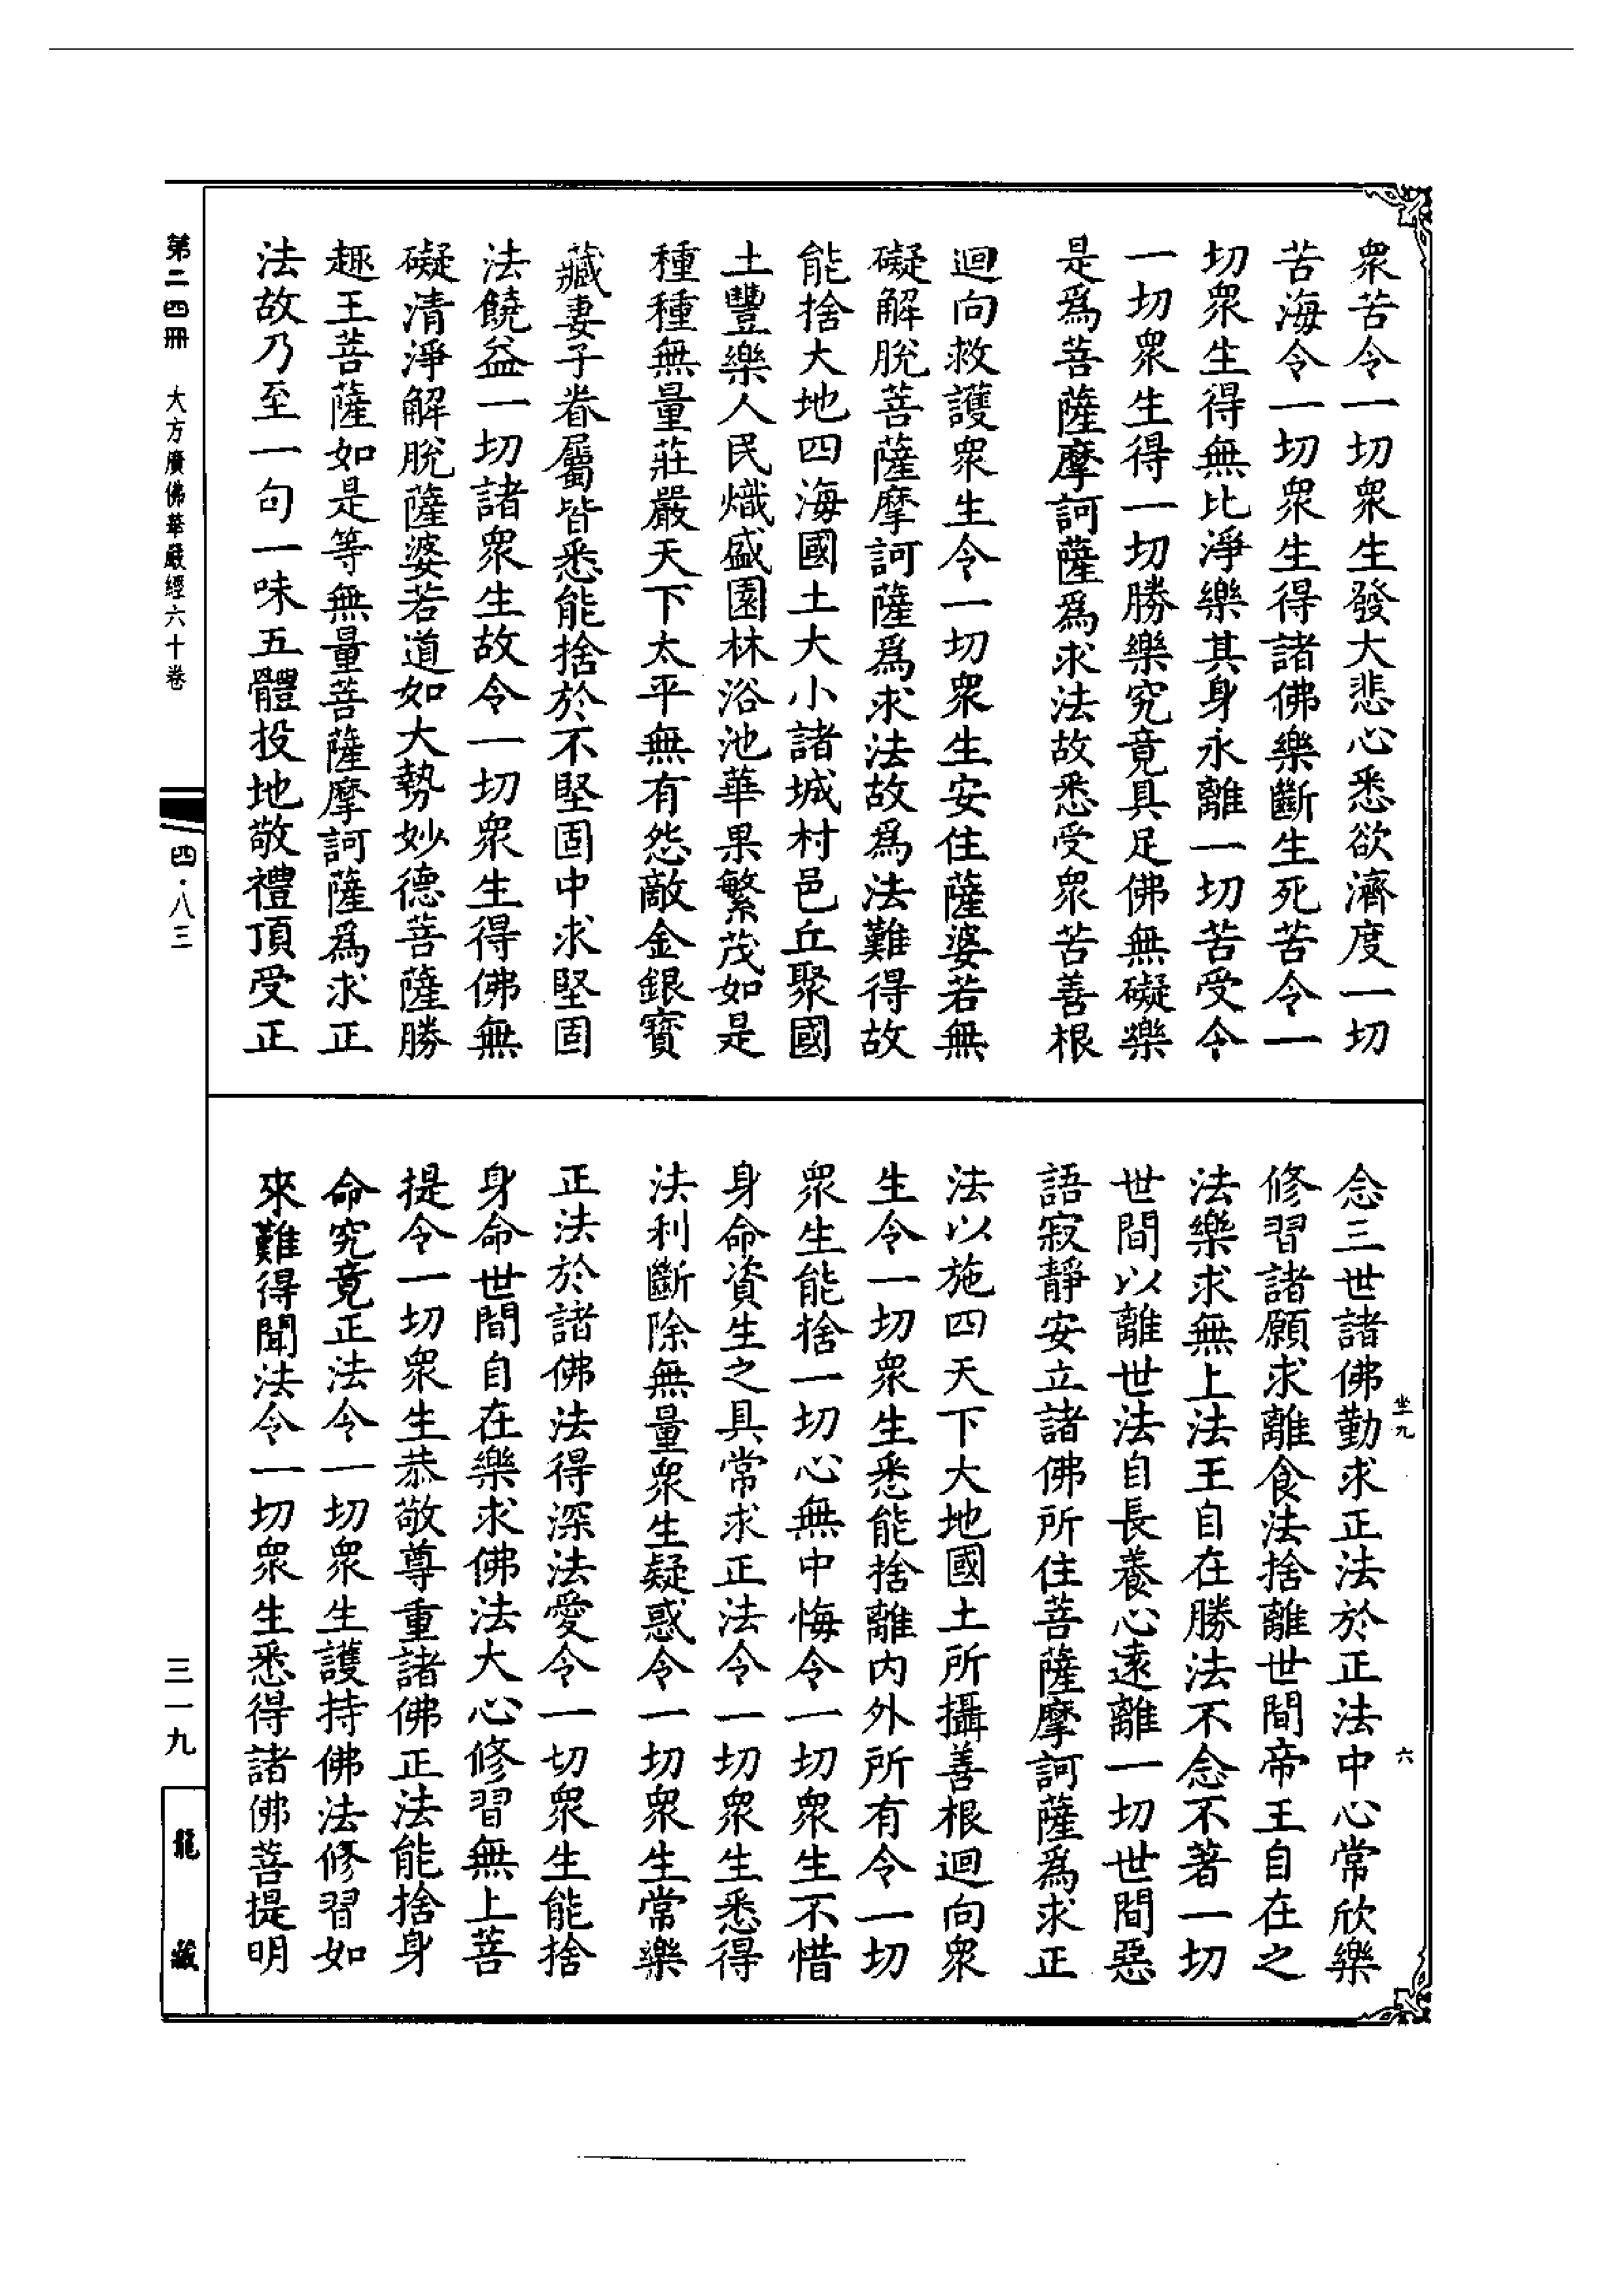 衆苦令一切衆生發大悲心悉欲濟度一切
苦海令一切衆生得諸佛樂斷生死苦令一
切衆生得無比淨樂其身永離一切苦受令
一切衆生得一切勝樂究竟具足佛無礙樂
是爲菩薩摩訶薩爲求法故悉受衆苦善根
迴向救護衆生令一切衆生安住薩婆若無
礙解脫菩薩摩訶薩爲求法故爲法難得故
能捨大地四海國土大小諸城村邑丘聚國
土豐樂人民熾盛園林浴池華果繁茂如是
種種無量莊嚴天下太平無有怨敵金銀寶
藏妻子眷屬皆悉能捨於不堅固中求堅固
法饒益一切諸衆生故令一切衆生得佛無
礙清淨解脫薩婆若道如大勢妙德菩薩勝
趣王菩薩如是等無量菩薩摩訶薩爲求正
法故乃至一句一味五體投地敬禮頂受正
念三世諸佛勤求正法於正法中心常欣樂
修習諸願求離食法捨離世間帝王自在之
法樂求無上法王自在勝法不念不著一切
世間以離世法自長養心遠離一切世間惡
語寂靜安立諸佛所住菩薩摩訶薩爲求正
法以施四天下大地國土所攝善根迴向衆
生令一切衆生悉能捨離内外所有令一切
衆生能捨一切心無中悔令一切衆生不惜
身命資生之具常求正法令一切衆生悉得
法利斷除無量衆生疑惑令一切衆生常樂
正法於諸佛法得深法愛令一切衆生能捨
身命世間自在樂求佛法大心修習無上菩
提令一切衆生恭敬尊重諸佛正法能捨身
命究竟正法令一切衆生護持佛法修習如
來難得聞法令一切衆生悉得諸佛菩提明
坐九
六
第二四冊 大方廣佛華嚴經六十卷
四·八三
三一九
龍藏